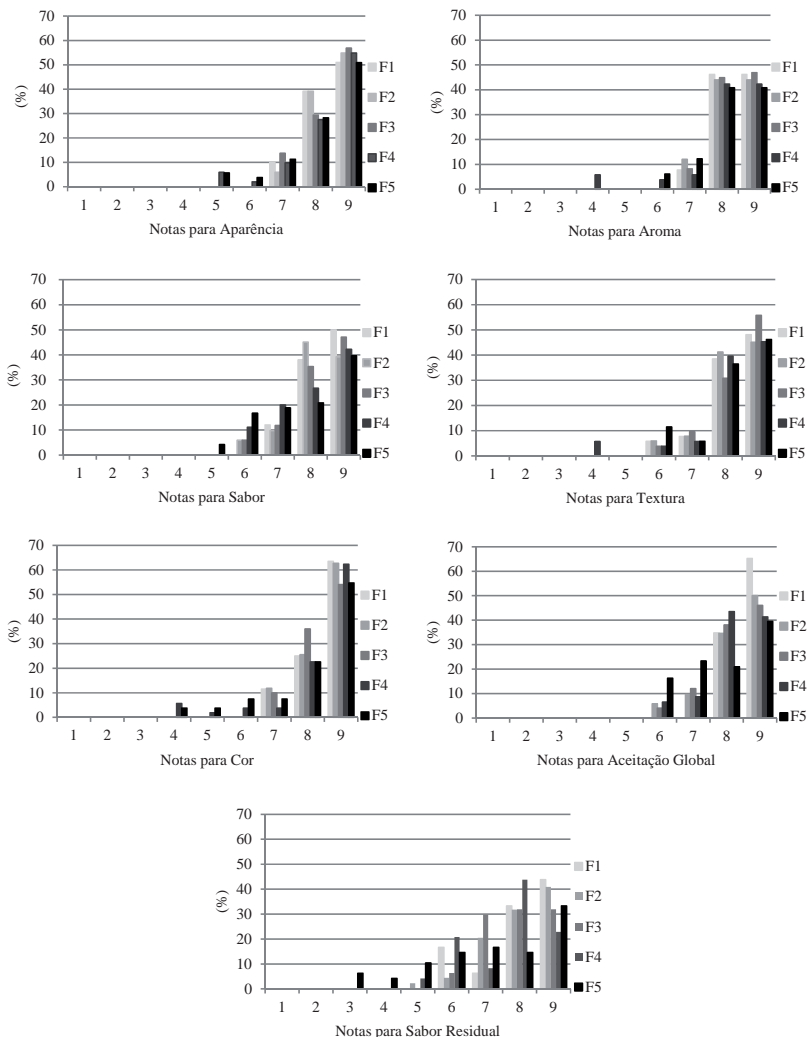 70
60
50
40
30
20
10
0
(%)
1 2 3 4 5 6 7 8 9
Notas para Aparência
F1
F2
F3
F4
F5
70
60
50
40
30
20
10
0
(%)
1 2 3 4 5 6 7 8 9
Notas para Aroma
F1
F2
F3
F4
F5
70
60
50
40
30
20
10
0
(%)
1 2 3 4 5 6 7 8 9
Notas para Sabor
F1
F2
F3
F4
F5
70
60
50
40
30
20
10
0
(%)
1 2 3 4 5 6 7 8 9
Notas para Textura
F1
F2
F3
F4
F5
70
60
50
40
30
20
10
0
(%)
1 2 3 4 5 6 7 8 9
Notas para Cor
F1
F2
F3
F4
F5
70
60
50
40
30
20
10
0
(%)
1 2 3 4 5 6 7 8 9
Notas para Aceitação Global
F1
F2
F3
F4
F5
70
60
50
40
30
20
10
0
(%)
1 2 3 4 5 6 7 8 9
Notas para Sabor Residual
F1
F2
F3
F4
F5